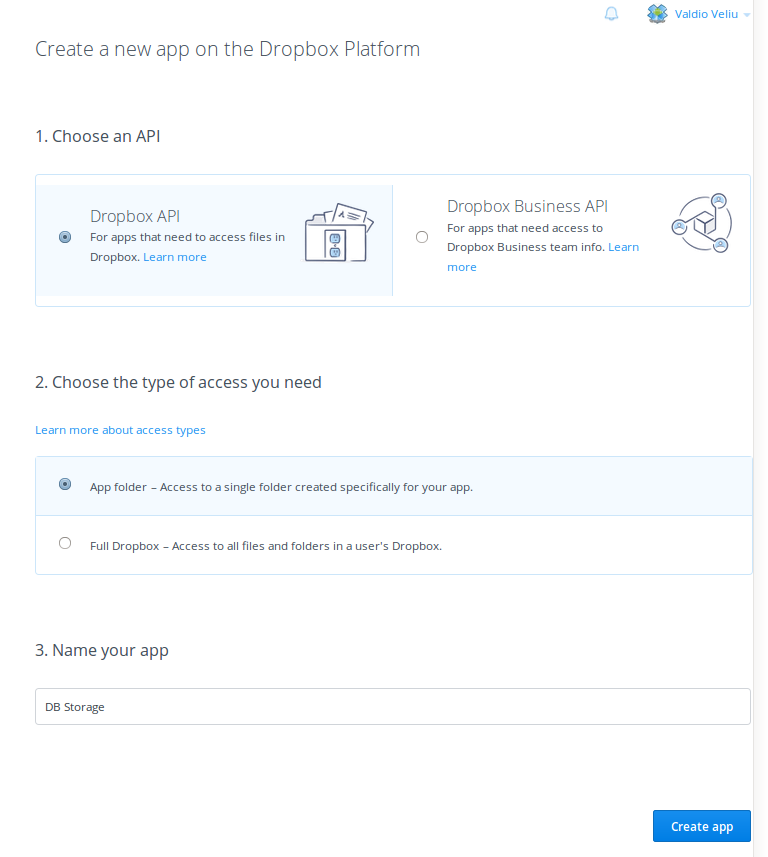 Valdio Veliu
Create a new app on the Dropbox Platform
1. Choose an API
Dropbox API
For apps that need to access files in
Dropbox. Learn more
Dropbox Business API
For apps that need access to
Dropbox Business team info. Learn
more
2. Choose the type of access you need
Learn more about access types
App folder – Access to a single folder created specifically for your app.
Full Dropbox – Access to all files and folders in a user's Dropbox.
3. Name your app
DB Storage
Create app